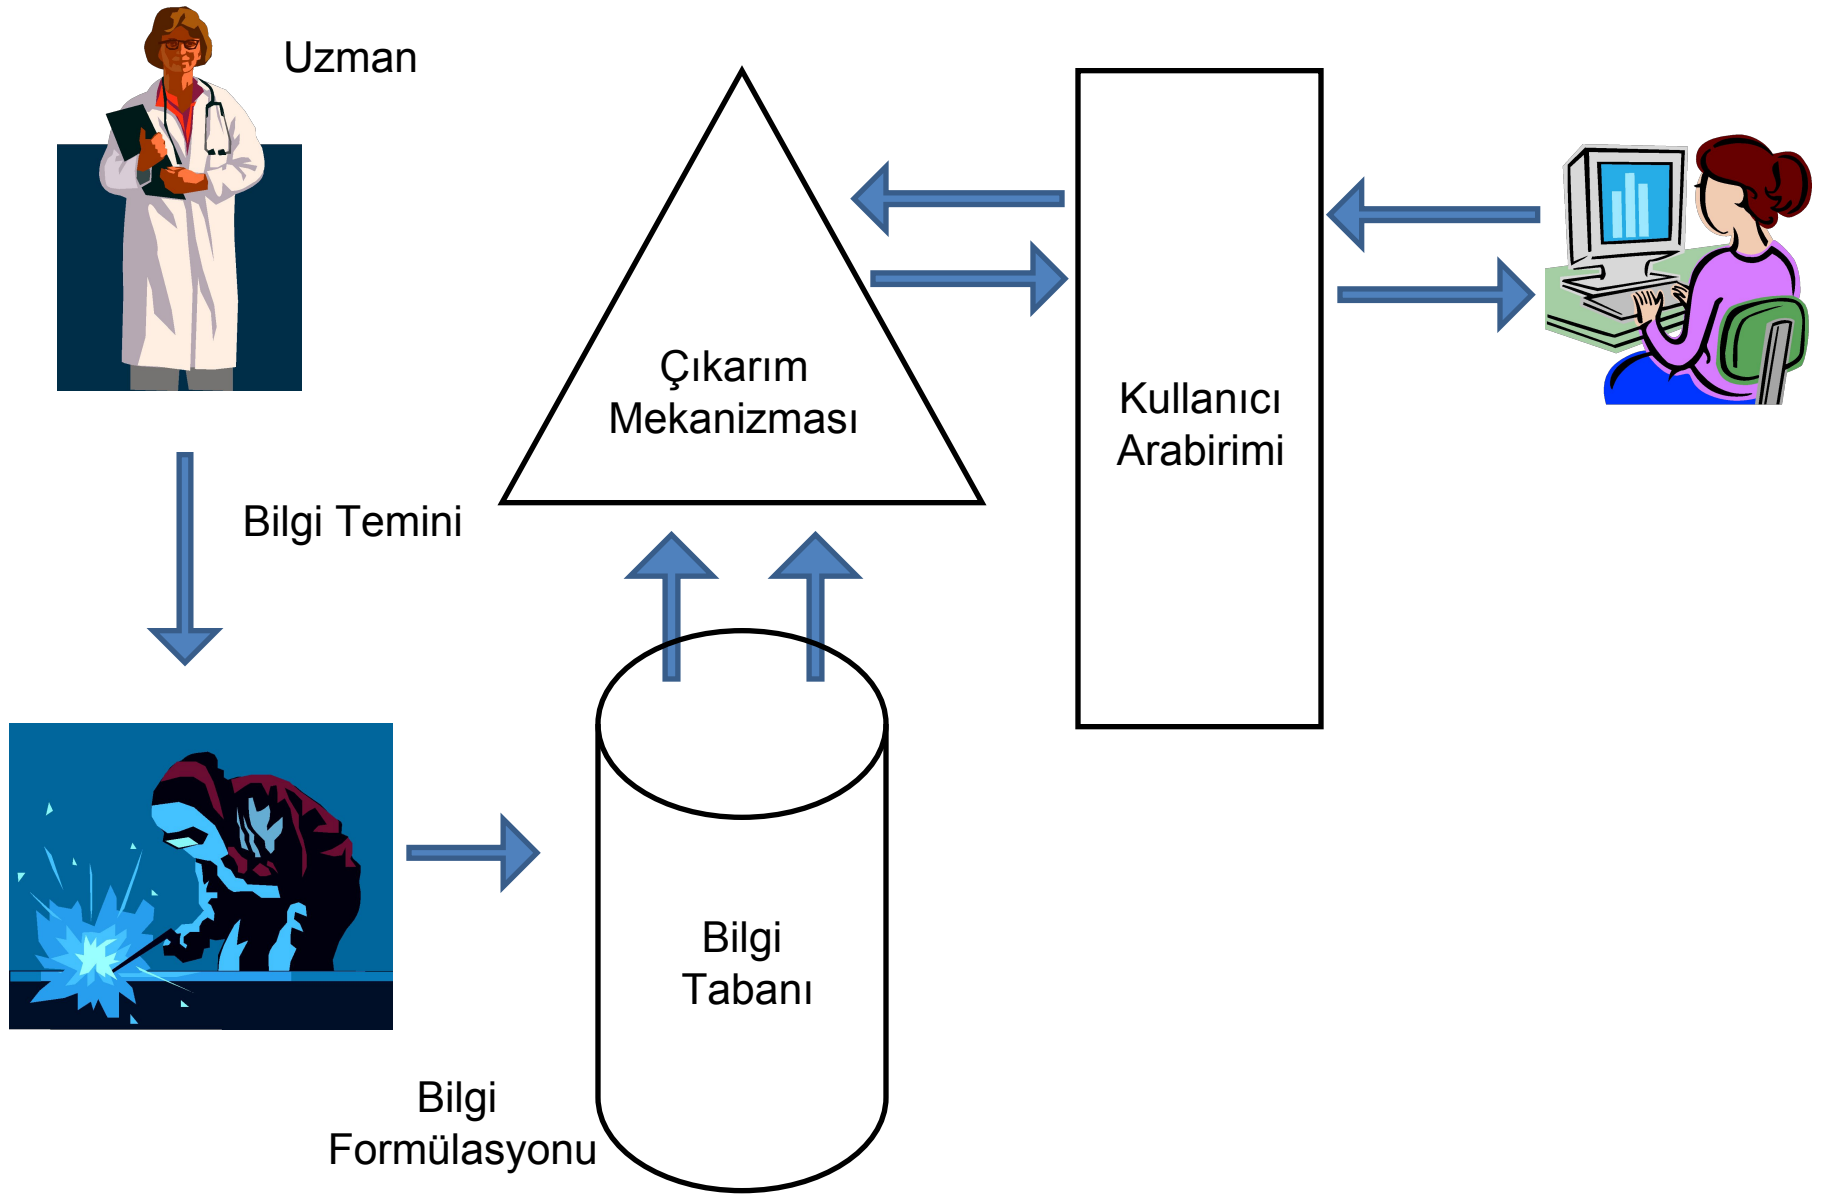 Uzman
Çıkarım
Mekanizması
Kullanıcı
Arabirimi
Bilgi Temini
Bilgi
Tabanı
Bilgi
Formülasyonu